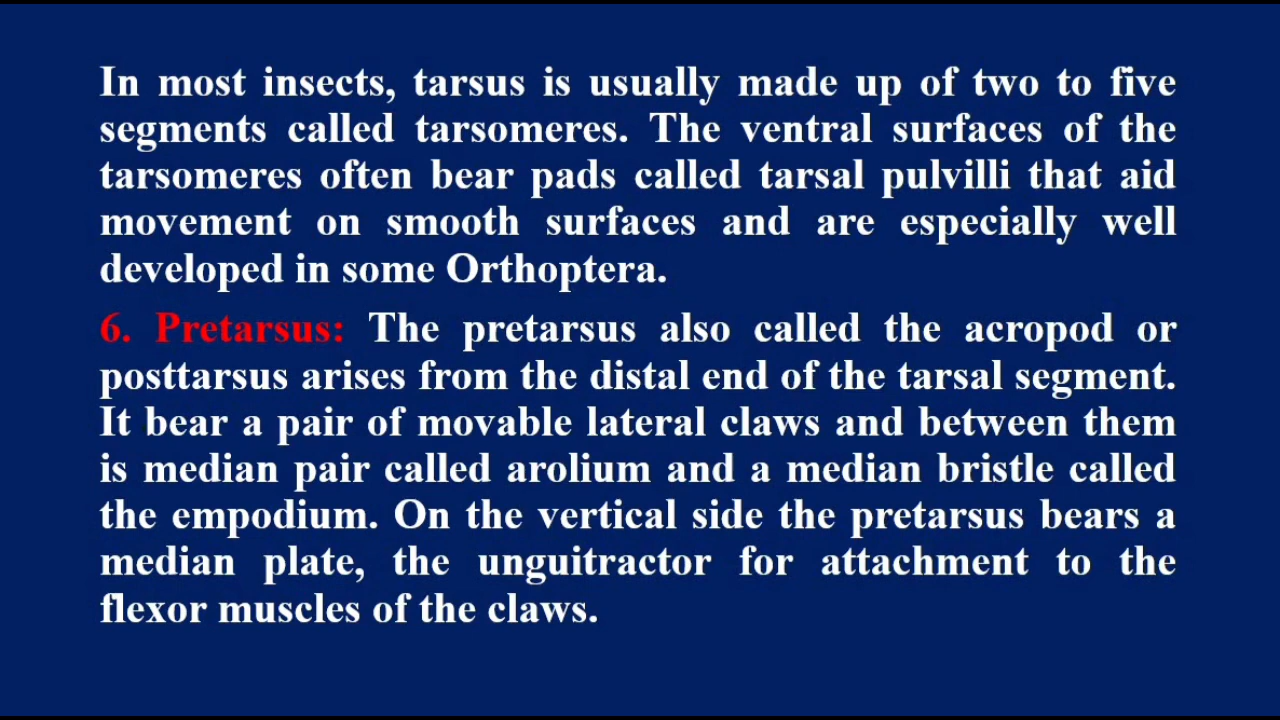 In most insects, tarsus is usually made up of two to five
segments called tarsomeres. The ventral surfaces of the
tarsomeres often bear pads called tarsal pulvilli that aid
movement on smooth surfaces and are especially well
developed in some Orthoptera.
6. Pretarsus: The pretarsus also called the acropod or
posttarsus arises from the distal end of the tarsal segment.
It bear a pair of movable lateral claws and between them
is median pair called arolium and a median bristle called
the empodium. On the vertical side the pretarsus bears a
median plate, the unguitractor for attachment to the
flexor muscles of the claws.